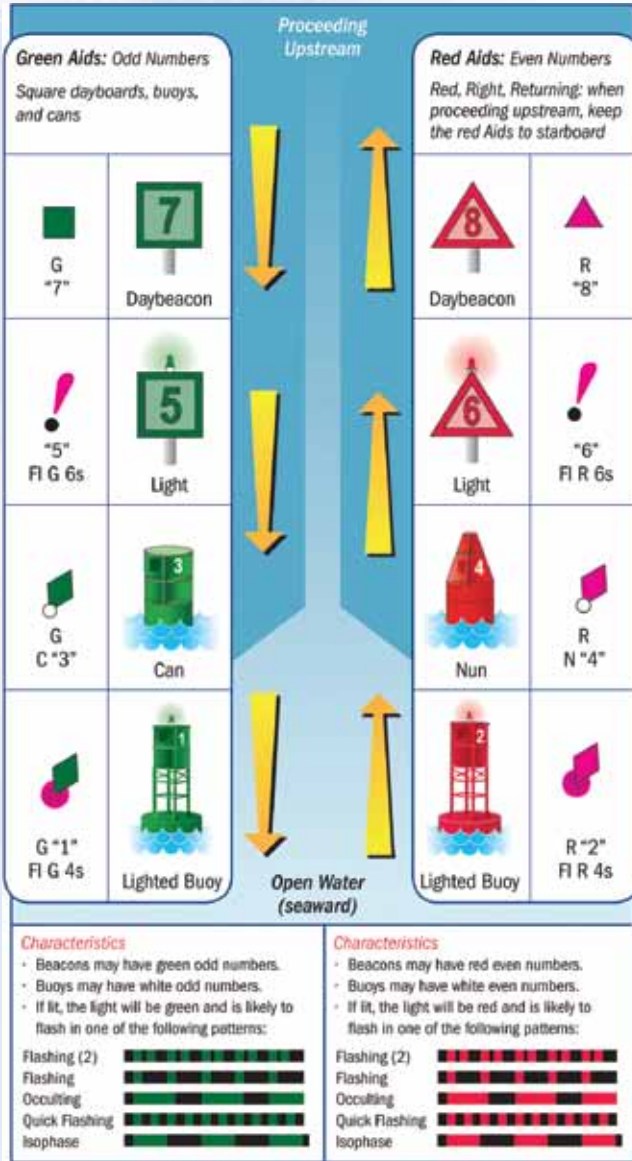 Proceeding
Upstream
Green Aids: Odd Numbers
Square dayboards, buoys,
and cans
Red Aids: Even Numbers
Red, Right, Returning: when
proceeding upstream, keep
the red Aids to starboard
G
"7"
7
Daybeacon
8
Daybeacon
R
"8"
"5"
Fl G 6s
5
Light
6
Light
"6"
Fl R 6s
G
C "3"
3
Can
4
Nun
R
N "4"
G "1"
Fl G 4s
1
Lighted Buoy
Open Water
(seaward)
2
Lighted Buoy
R "2"
Fl R 4s
Characteristics
· Beacons may have green odd numbers.
· Buoys may have white odd numbers.
· If lit, the light will be green and is likely to
flash in one of the following patterns:
Flashing (2)
Flashing
Occulting
Quick Flashing
Isophase
Characteristics
· Beacons may have red even numbers.
· Buoys may have white even numbers.
· If lit, the light will be red and is likely to
flash in one of the following patterns:
Flashing (2)
Flashing
Occulting
Quick Flashing
Isophase